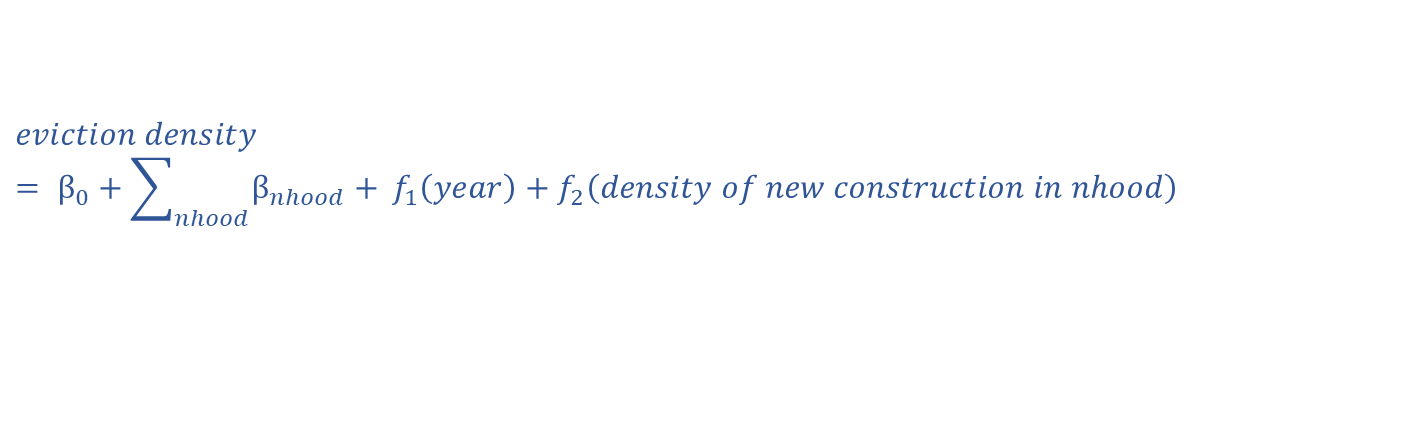 eviction density
= β₀ + ∑nhood βnhood + f₁(year) + f₂(density of new construction in nhood)